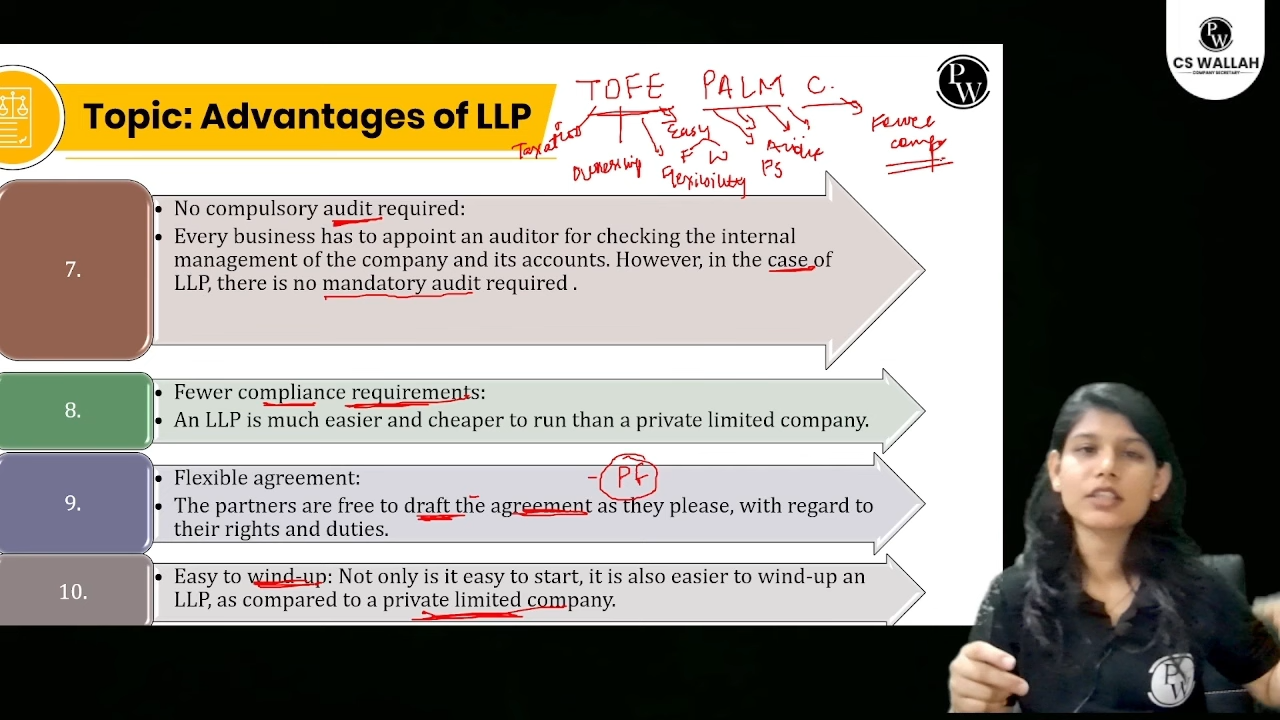 PW
CS WALLAH
COMPANY SECRETARY
PW
Topic: Advantages of LLP
TOFE PALM C.
Taxation
Ownership
Flexibility
Easy
F W
PS
Audit
Fewer
comp
7.
• No compulsory audit required:
• Every business has to appoint an auditor for checking the internal
management of the company and its accounts. However, in the case of
LLP, there is no mandatory audit required .
8.
• Fewer compliance requirements:
• An LLP is much easier and cheaper to run than a private limited company.
9.
• Flexible agreement:
PF
• The partners are free to draft the agreement as they please, with regard to
their rights and duties.
10.
• Easy to wind-up: Not only is it easy to start, it is also easier to wind-up an
LLP, as compared to a private limited company.
PW